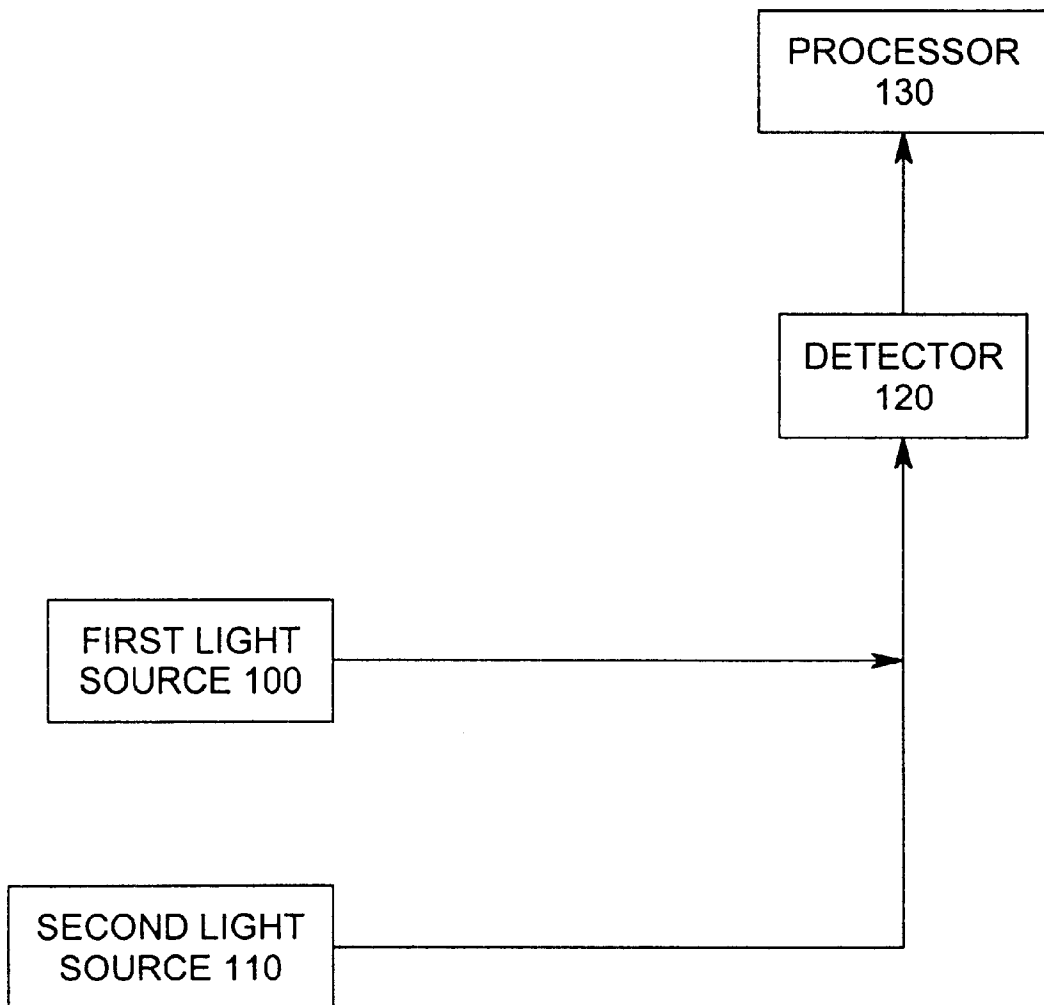 PROCESSOR
130
DETECTOR
120
FIRST LIGHT
SOURCE 100
SECOND LIGHT
SOURCE 110